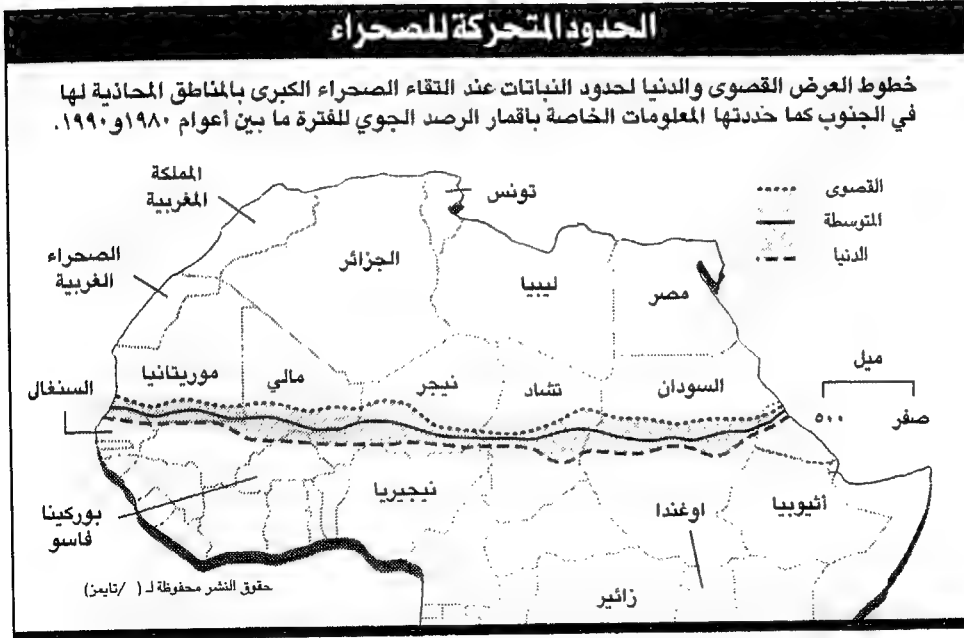 الحدود المتحركة للصحراء
خطوط العرض القصوى والدنيا لحدود النباتات عند التقاء الصحراء الكبرى بالمناطق المحاذية لها
في الجنوب كما حددتها المعلومات الخاصة بأقمار الرصد الجوي للفترة ما بين أعوام ١٩٨٠ و١٩٩٠.
القصوى
المتوسطة
الدنيا
المملكة
المغربية
تونس
الصحراء
الغربية
الجزائر
ليبيا
مصر
ميل
صفر
٥٠٠
السنغال
موريتانيا
مالي
نيجر
تشاد
السودان
بوركينا
فاسو
نيجيريا
اوغندا
أثيوبيا
زائير
حقوق النشر محفوظة لـ ( /تايمز)